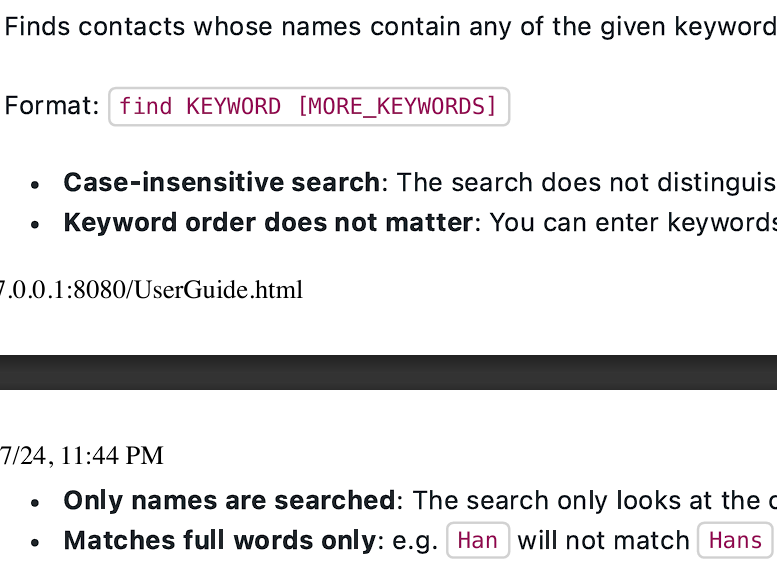 Finds contacts whose names contain any of the given keyword
Format: find KEYWORD [MORE_KEYWORDS]
• Case-insensitive search: The search does not distinguis
• Keyword order does not matter: You can enter keywords
7.0.0.1:8080/UserGuide.html
7/24, 11:44 PM
• Only names are searched: The search only looks at the c
• Matches full words only: e.g. Han will not match Hans